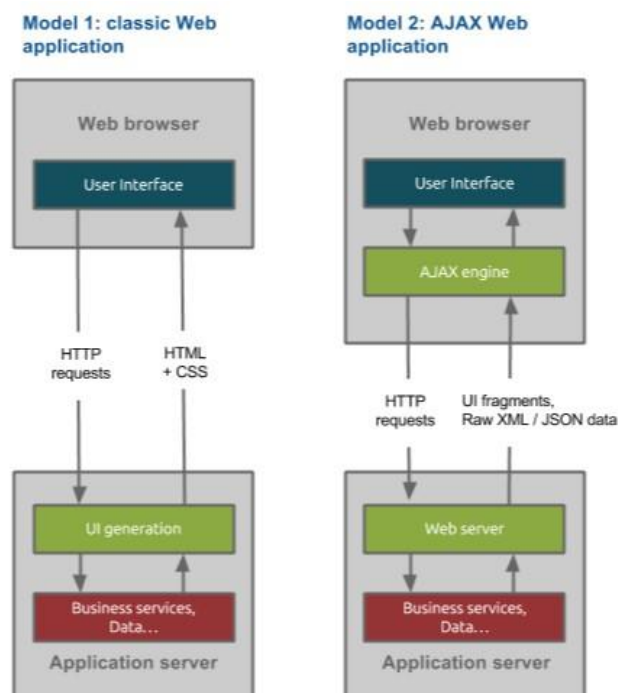 Model 1: classic Web
application
Web browser
User Interface
HTTP
requests
HTML
+ CSS
UI generation
Business services,
Data...
Application server
Model 2: AJAX Web
application
Web browser
User Interface
AJAX engine
HTTP
requests
UI fragments,
Raw XML / JSON data
Web server
Business services,
Data...
Application server